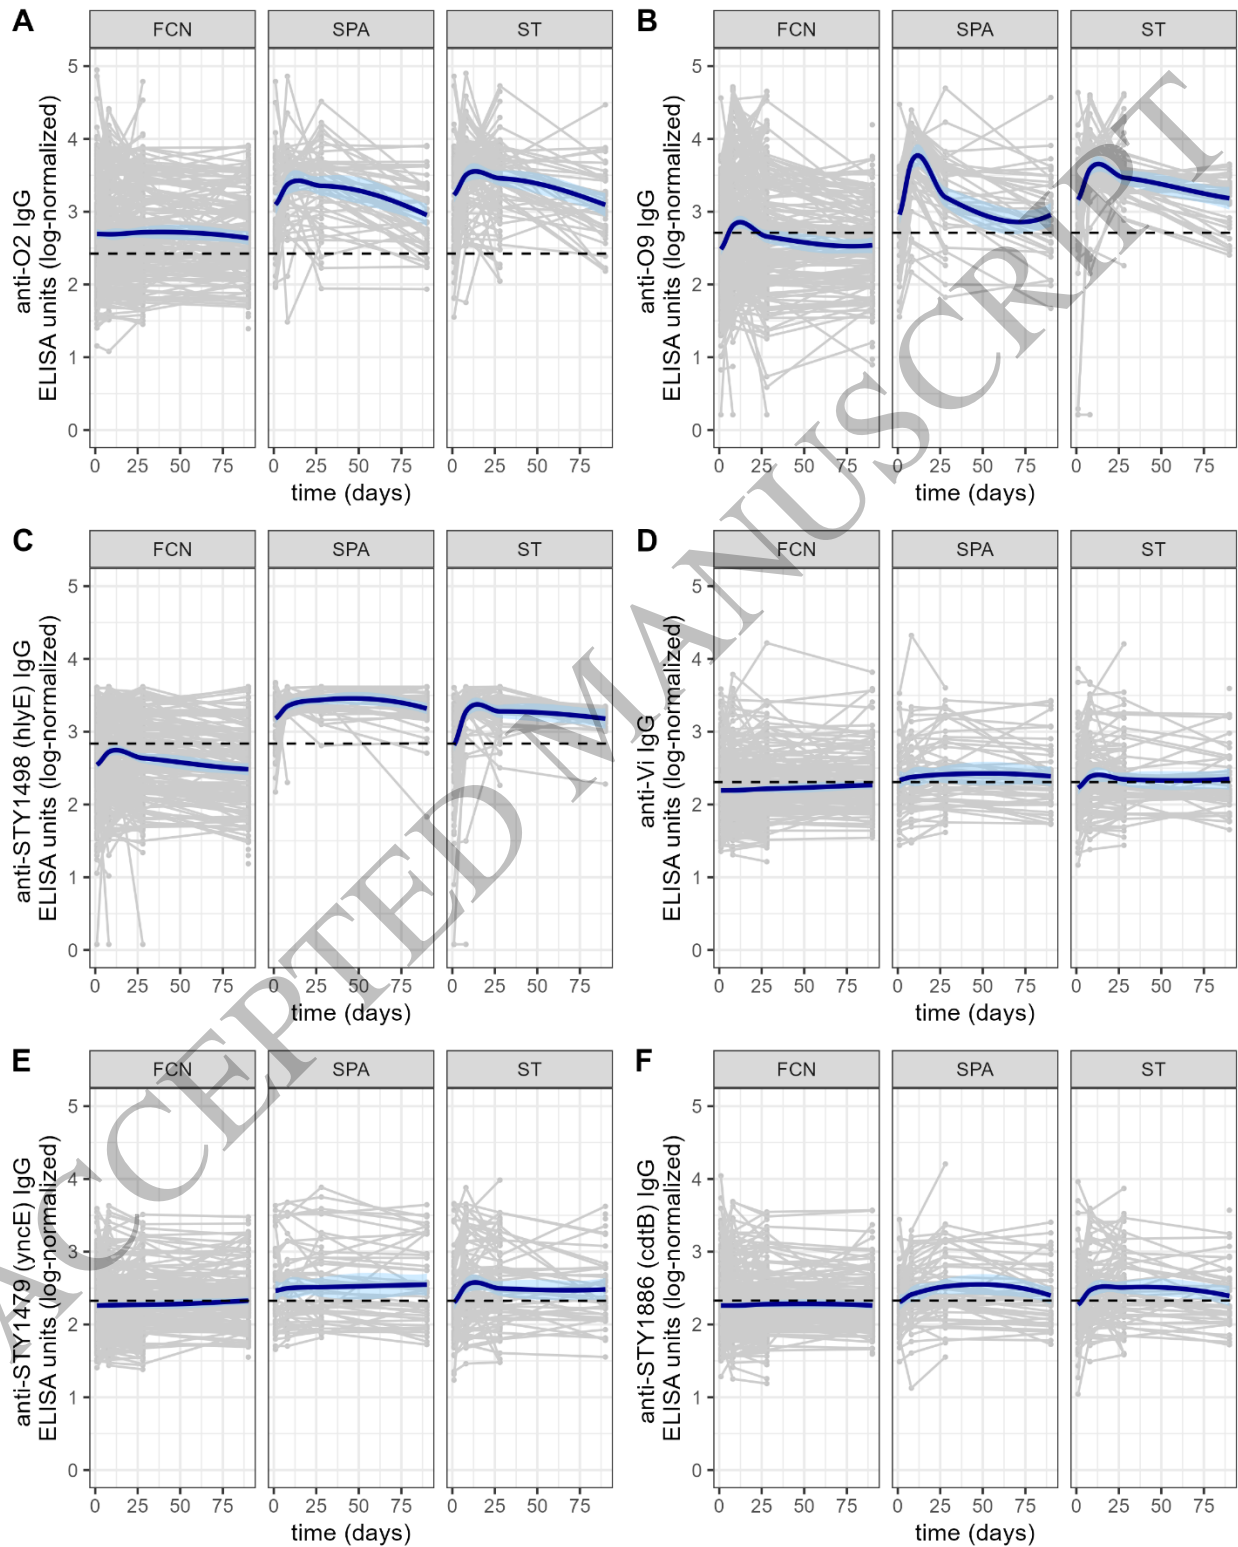 A
FCN SPA ST
anti-O2 IgG
ELISA units (log-normalized)
5
4
3
2
1
0
0 25 50 75 0 25 50 75 0 25 50 75
time (days)
B
FCN SPA ST
anti-O9 IgG
ELISA units (log-normalized)
5
4
3
2
1
0
0 25 50 75 0 25 50 75 0 25 50 75
time (days)
C
FCN SPA ST
anti-STY1498 (hlyE) IgG
ELISA units (log-normalized)
5
4
3
2
1
0
0 25 50 75 0 25 50 75 0 25 50 75
time (days)
D
FCN SPA ST
anti-Vi IgG
ELISA units (log-normalized)
5
4
3
2
1
0
0 25 50 75 0 25 50 75 0 25 50 75
time (days)
E
FCN SPA ST
anti-STY1479 (yncE) IgG
ELISA units (log-normalized)
5
4
3
2
1
0
0 25 50 75 0 25 50 75 0 25 50 75
time (days)
F
FCN SPA ST
anti-STY1886 (cdtB) IgG
ELISA units (log-normalized)
5
4
3
2
1
0
0 25 50 75 0 25 50 75 0 25 50 75
time (days)
ACCEPTED MANUSCRIPT